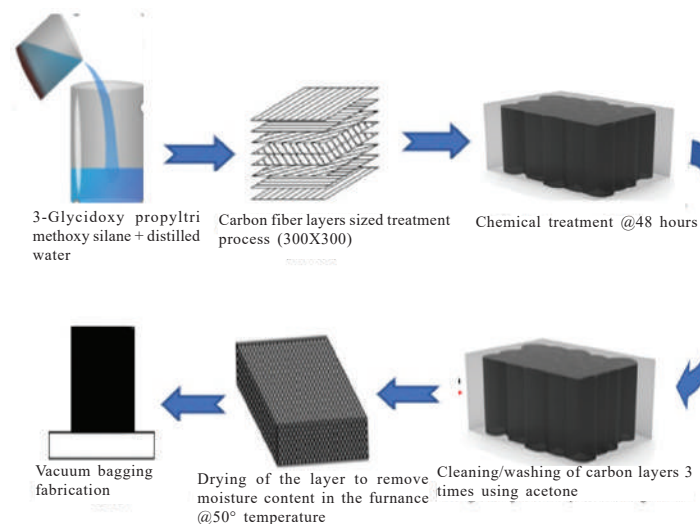 3-Glycidoxy propyltri
methoxy silane + distilled
water
Carbon fiber layers sized treatment
process (300X300)
Chemical treatment @48 hours
Vacuum bagging
fabrication
Drying of the layer to remove
moisture content in the furnance
@50° temperature
Cleaning/washing of carbon layers 3
times using acetone